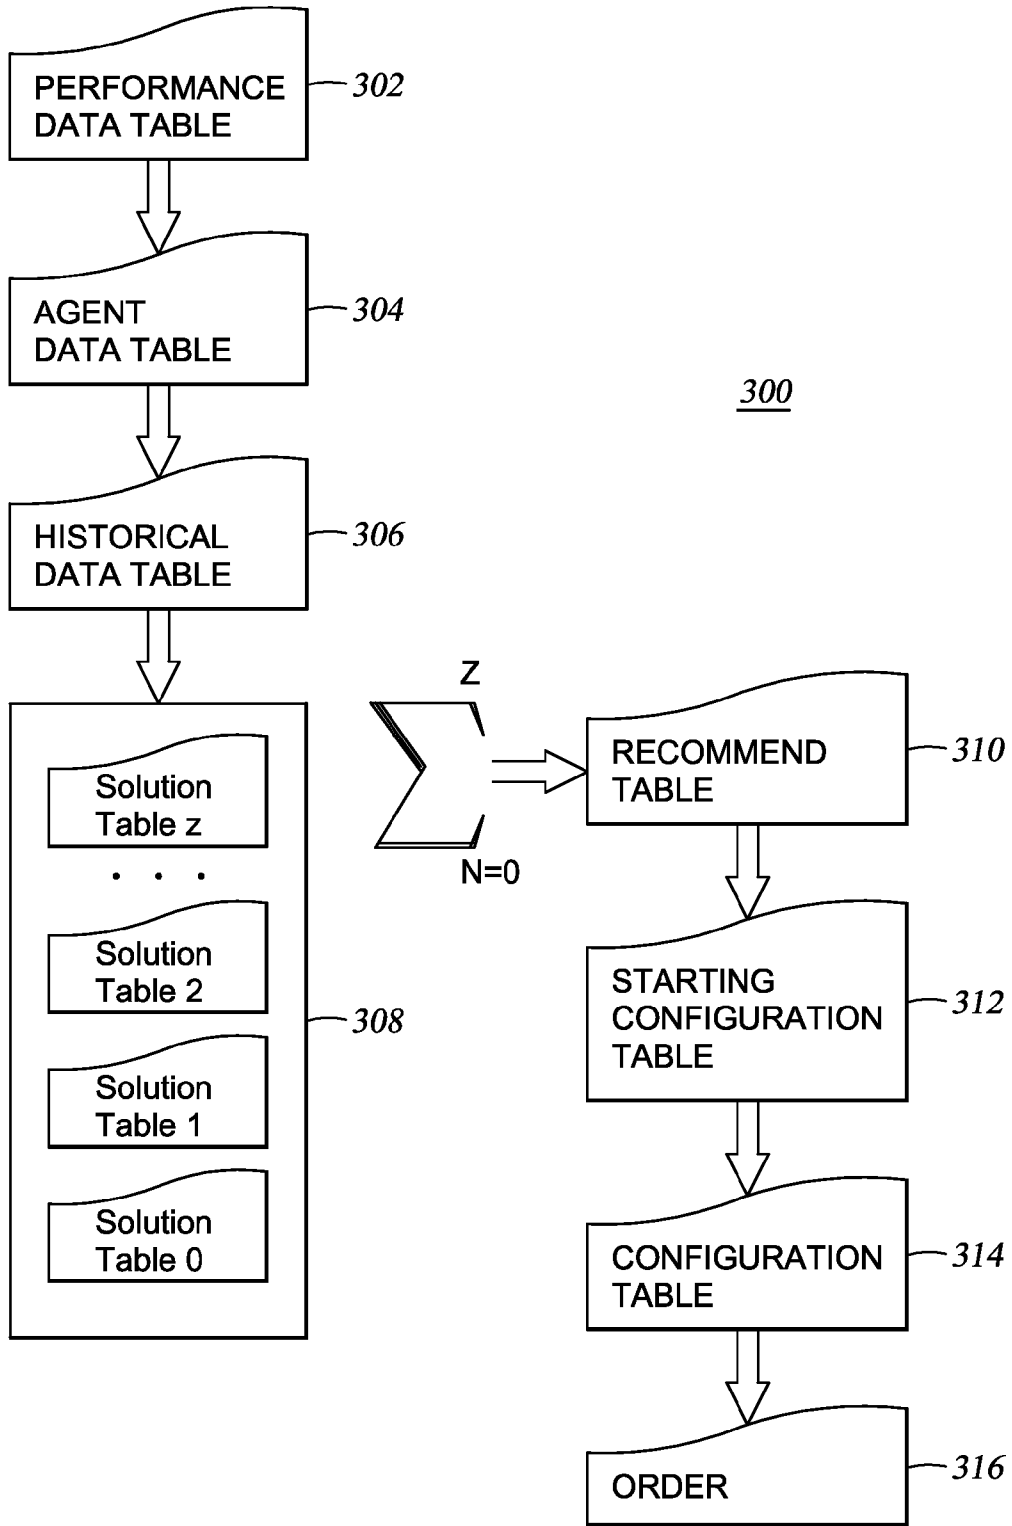 PERFORMANCE
DATA TABLE
302
AGENT
DATA TABLE
304
300
HISTORICAL
DATA TABLE
306
Solution
Table z
. . .
Solution
Table 2
Solution
Table 1
Solution
Table 0
308
Z
N=0
RECOMMEND
TABLE
310
STARTING
CONFIGURATION
TABLE
312
CONFIGURATION
TABLE
314
ORDER
316